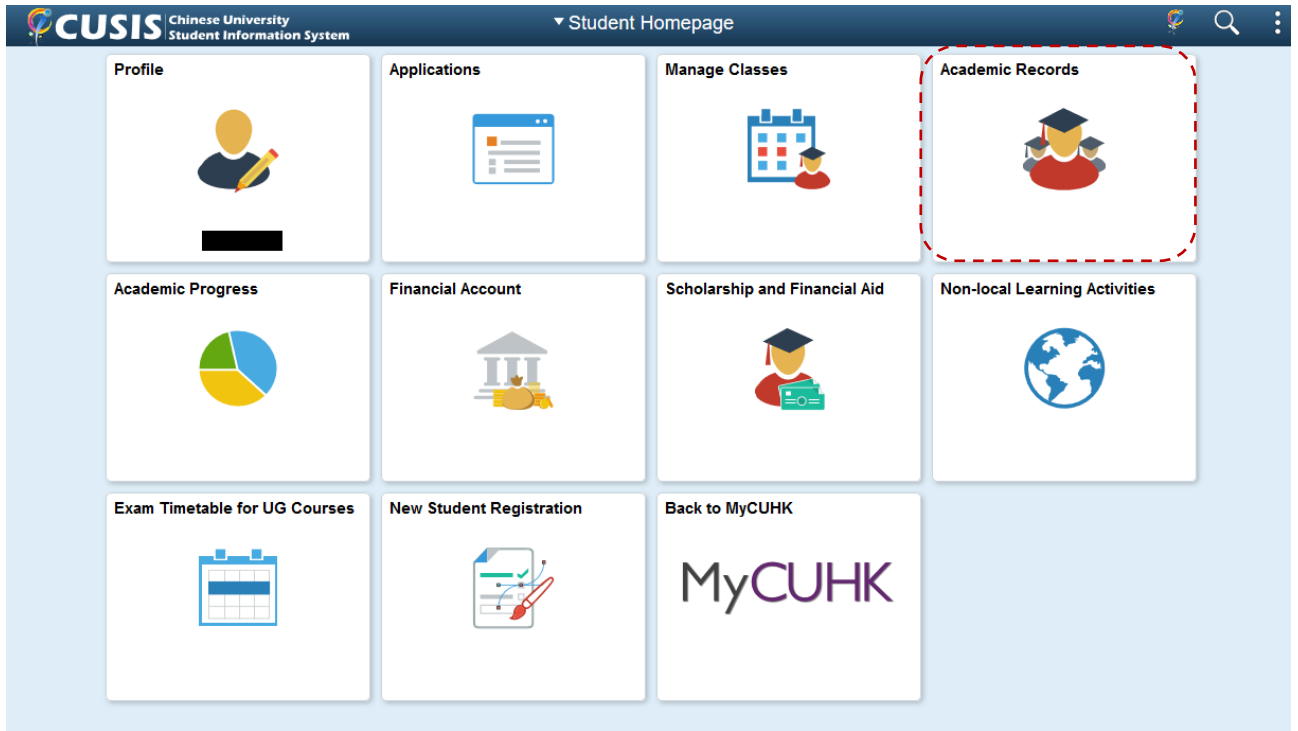 CUSIS Chinese University
Student Information System
Student Homepage
Profile
Applications
Manage Classes
Academic Records
Academic Progress
Financial Account
Scholarship and Financial Aid
Non-local Learning Activities
Exam Timetable for UG Courses
New Student Registration
Back to MyCUHK
MyCUHK